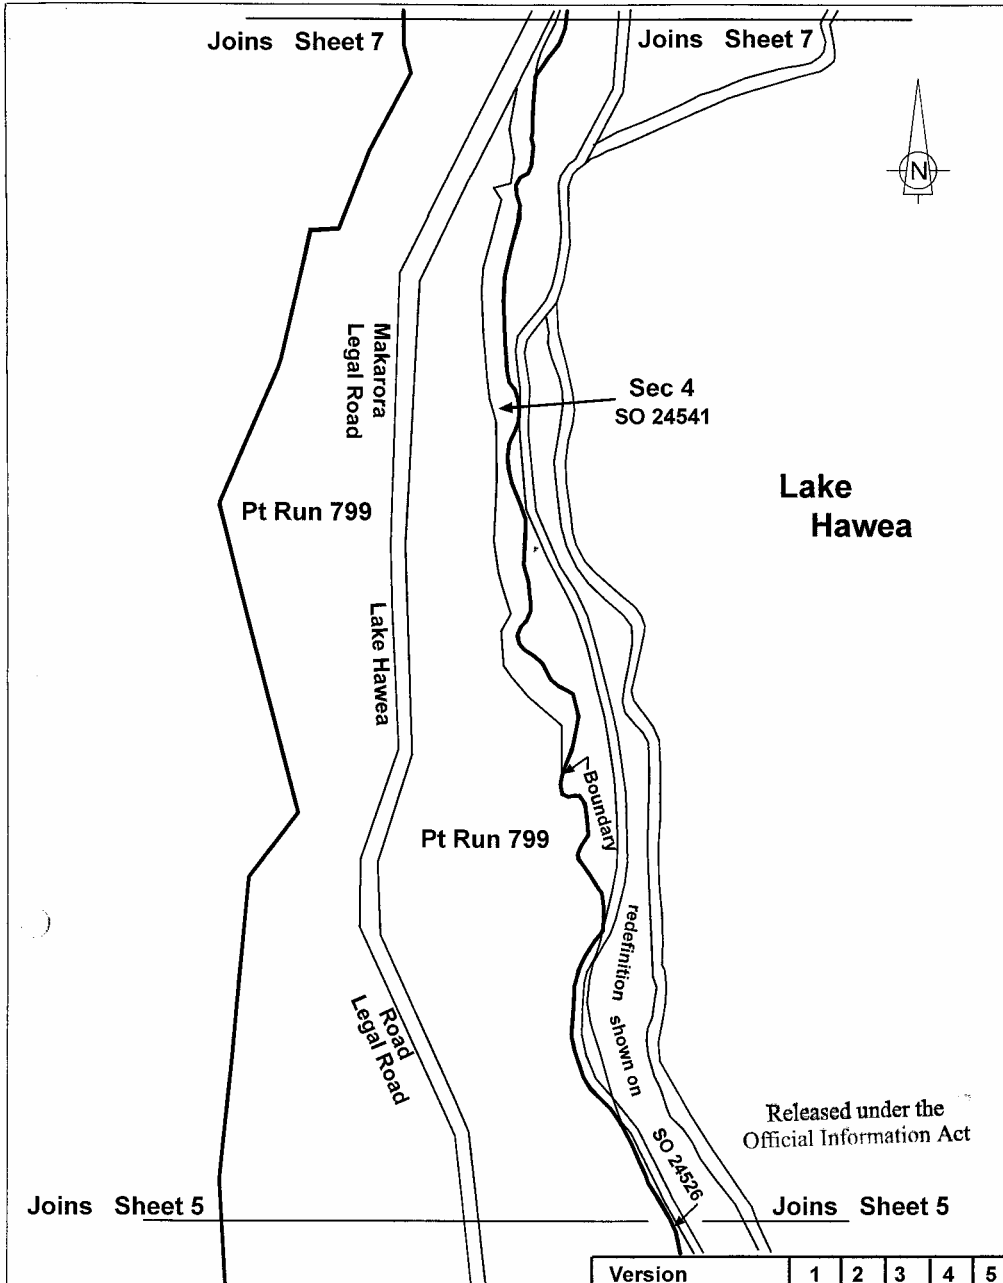 Joins Sheet 7
Joins Sheet 7
N
Makarora
Legal Road
Sec 4
SO 24541
Pt Run 799
Lake
Hawea
Lake Hawea
Boundary
Pt Run 799
redefinition shown on
Road
Legal Road
Released under the
Official Information Act
SO 24526
Joins Sheet 5
Joins Sheet 5
Version 1 2 3 4 5